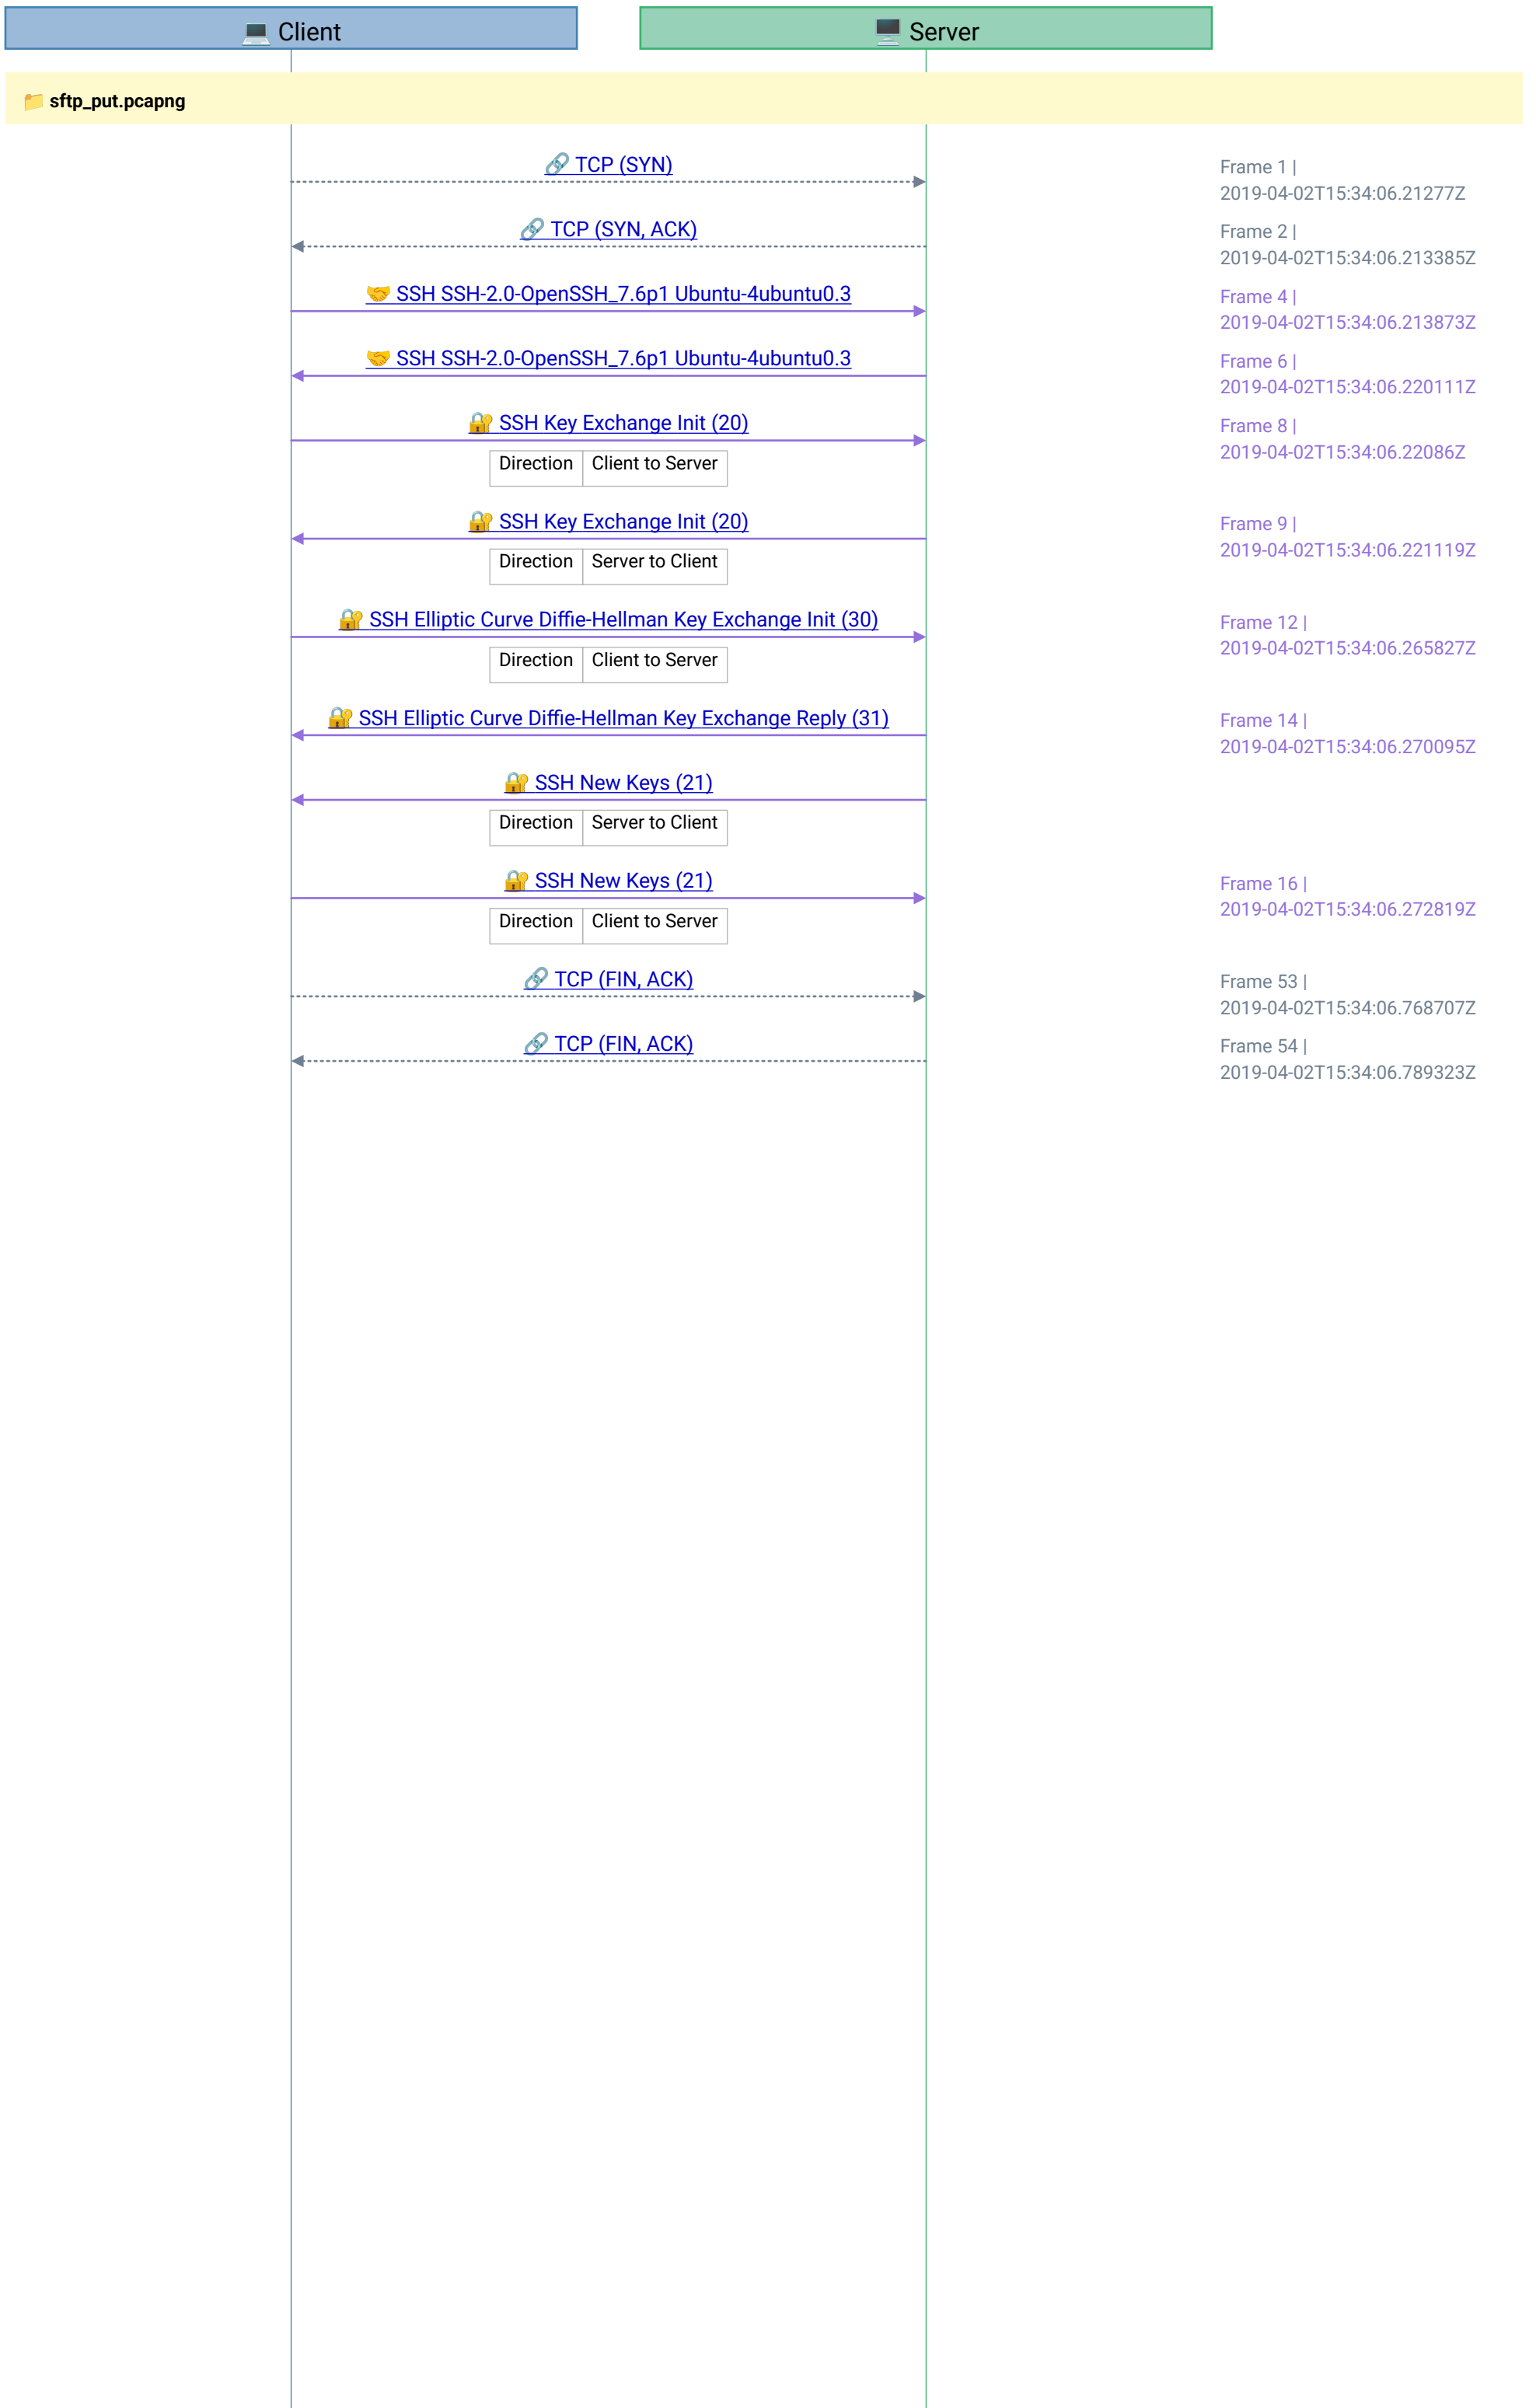 💻 Client
🖥️ Server
📁 sftp_put.pcapng
🔗 TCP (SYN)
Frame 1 |
2019-04-02T15:34:06.21277Z
🔗 TCP (SYN, ACK)
Frame 2 |
2019-04-02T15:34:06.213385Z
🤝 SSH SSH-2.0-OpenSSH_7.6p1 Ubuntu-4ubuntu0.3
Frame 4 |
2019-04-02T15:34:06.213873Z
🤝 SSH SSH-2.0-OpenSSH_7.6p1 Ubuntu-4ubuntu0.3
Frame 6 |
2019-04-02T15:34:06.220111Z
🔐 SSH Key Exchange Init (20)
Frame 8 |
2019-04-02T15:34:06.22086Z
Direction Client to Server
🔐 SSH Key Exchange Init (20)
Frame 9 |
2019-04-02T15:34:06.221119Z
Direction Server to Client
🔐 SSH Elliptic Curve Diffie-Hellman Key Exchange Init (30)
Frame 12 |
2019-04-02T15:34:06.265827Z
Direction Client to Server
🔐 SSH Elliptic Curve Diffie-Hellman Key Exchange Reply (31)
Frame 14 |
2019-04-02T15:34:06.270095Z
🔐 SSH New Keys (21)
Direction Server to Client
🔐 SSH New Keys (21)
Frame 16 |
2019-04-02T15:34:06.272819Z
Direction Client to Server
🔗 TCP (FIN, ACK)
Frame 53 |
2019-04-02T15:34:06.768707Z
🔗 TCP (FIN, ACK)
Frame 54 |
2019-04-02T15:34:06.789323Z